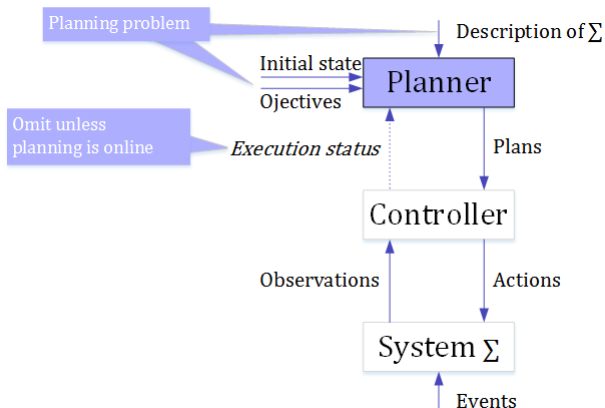 Planning problem
Description of Σ
Initial state
Ojectives
Planner
Omit unless
planning is online
Execution status
Plans
Controller
Observations
Actions
System Σ
Events